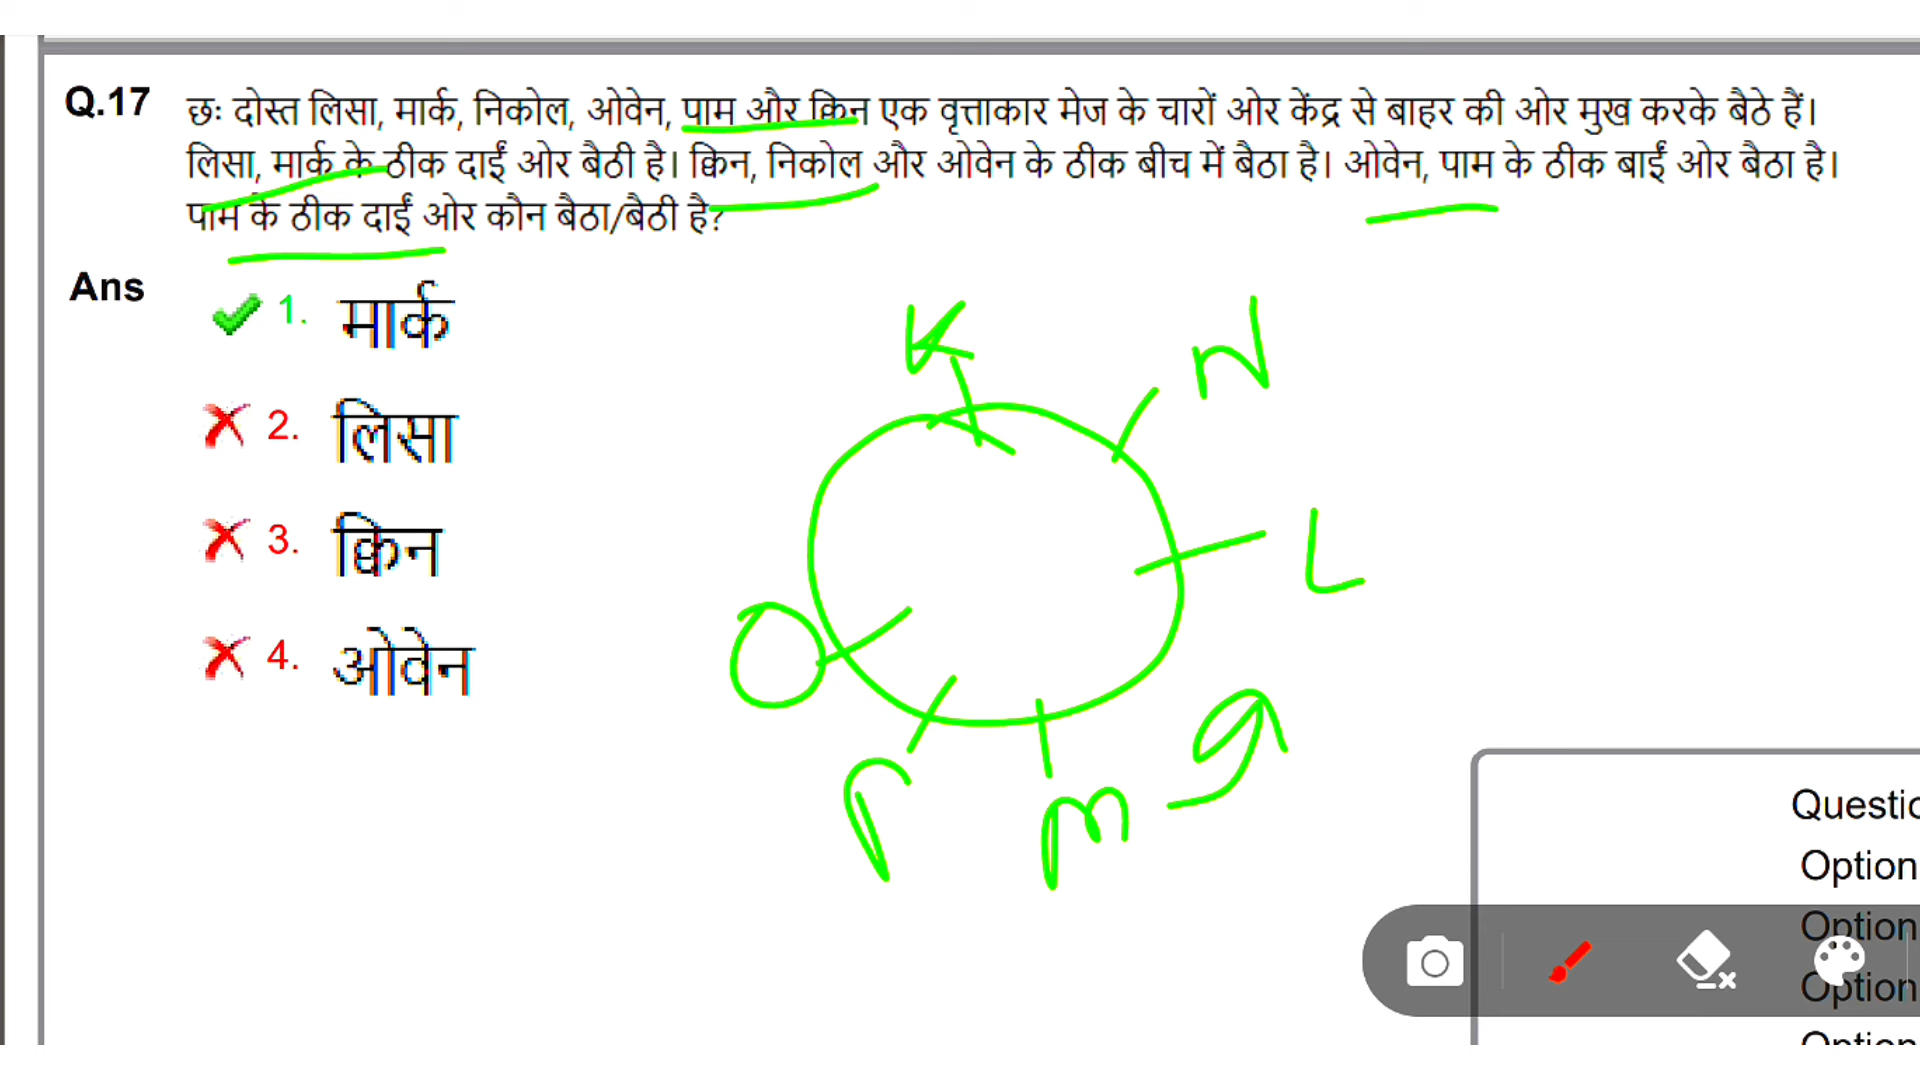 Q.17 छः दोस्त लिसा, मार्क, निकोल, ओवेन, पाम और क्विन एक वृत्ताकार मेज के चारों ओर केंद्र से बाहर की ओर मुख करके बैठे हैं।
लिसा, मार्क के ठीक दाईं ओर बैठी है। क्विन, निकोल और ओवेन के ठीक बीच में बैठा है। ओवेन, पाम के ठीक बाईं ओर बैठा है।
पाम के ठीक दाईं ओर कौन बैठा/बैठी है?
Ans
1. मार्क
2. लिसा
3. क्विन
4. ओवेन
K
N
L
O
P
m
Option
Option
Option